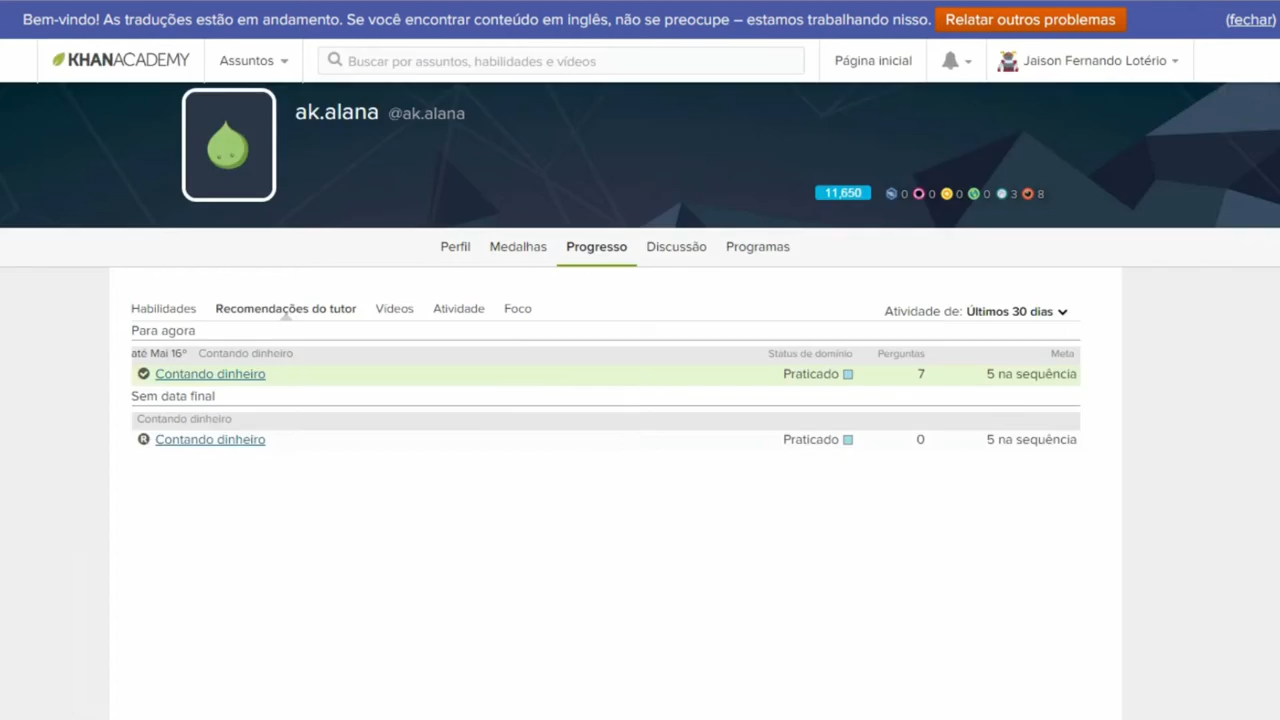 Bem-vindo! As traduções estão em andamento. Se você encontrar conteúdo em inglês, não se preocupe – estamos trabalhando nisso. Relatar outros problemas (fechar)
KHANACADEMY Assuntos Buscar por assuntos, habilidades e vídeos Página inicial Jaison Fernando Lotério
ak.alana @ak.alana
11,650 0 0 0 0 3 8
Perfil Medalhas Progresso Discussão Programas
Habilidades Recomendações do tutor Vídeos Atividade Foco Atividade de: Últimos 30 dias
Para agora
até Mai 16º Contando dinheiro Status de domínio Perguntas Meta
Contando dinheiro Praticado 7 5 na sequência
Sem data final
Contando dinheiro
R Contando dinheiro Praticado 0 5 na sequência